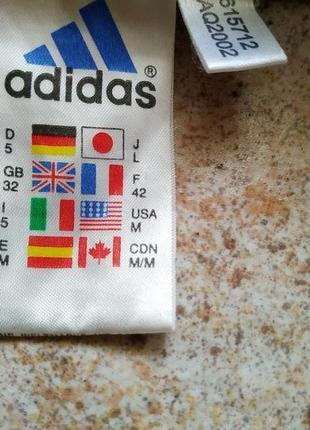 adidas®
D J
5 L
GB F
32 42
I USA
5 M
E CDN
M M/M
615712
AQ2002